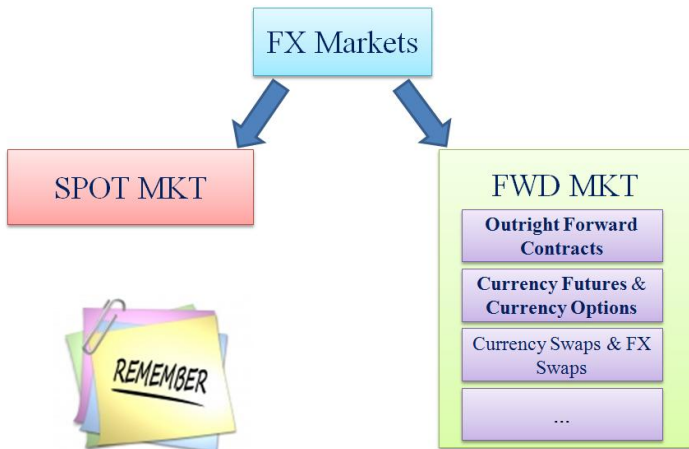 FX Markets
SPOT MKT
FWD MKT
Outright Forward
Contracts
Currency Futures &
Currency Options
Currency Swaps & FX
Swaps
...
REMEMBER